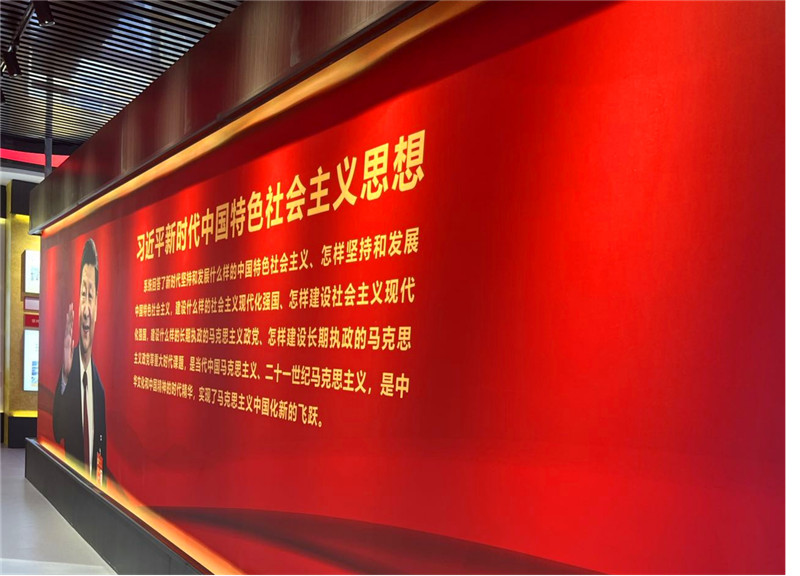 习近平新时代中国特色社会主义思想
系统回答了新时代坚持和发展什么样的中国特色社会主义、怎样坚持和发展
中国特色社会主义，建设什么样的社会主义现代化强国、怎样建设社会主义现代
化强国，建设什么样的长期执政的马克思主义政党、怎样建设长期执政的马克思
主义政党等重大时代课题，是当代中国马克思主义、二十一世纪马克思主义，是中
华文化和中国精神的时代精华，实现了马克思主义中国化新的飞跃。